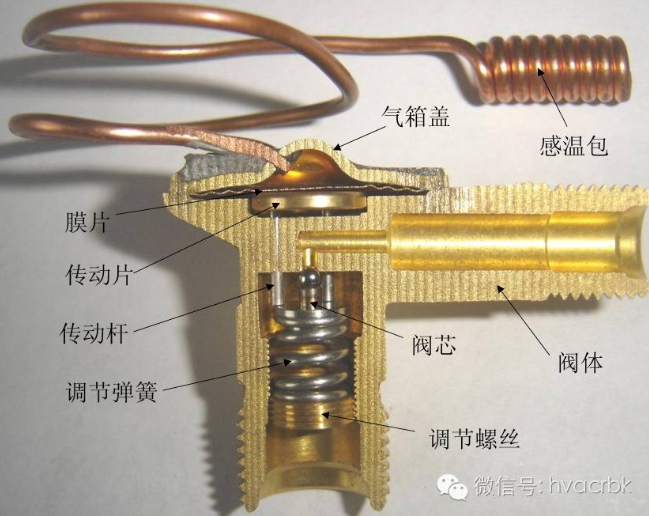 气箱盖
感温包
膜片
传动片
传动杆
阀芯
阀体
调节弹簧
调节螺丝
微信号: hvacrbk